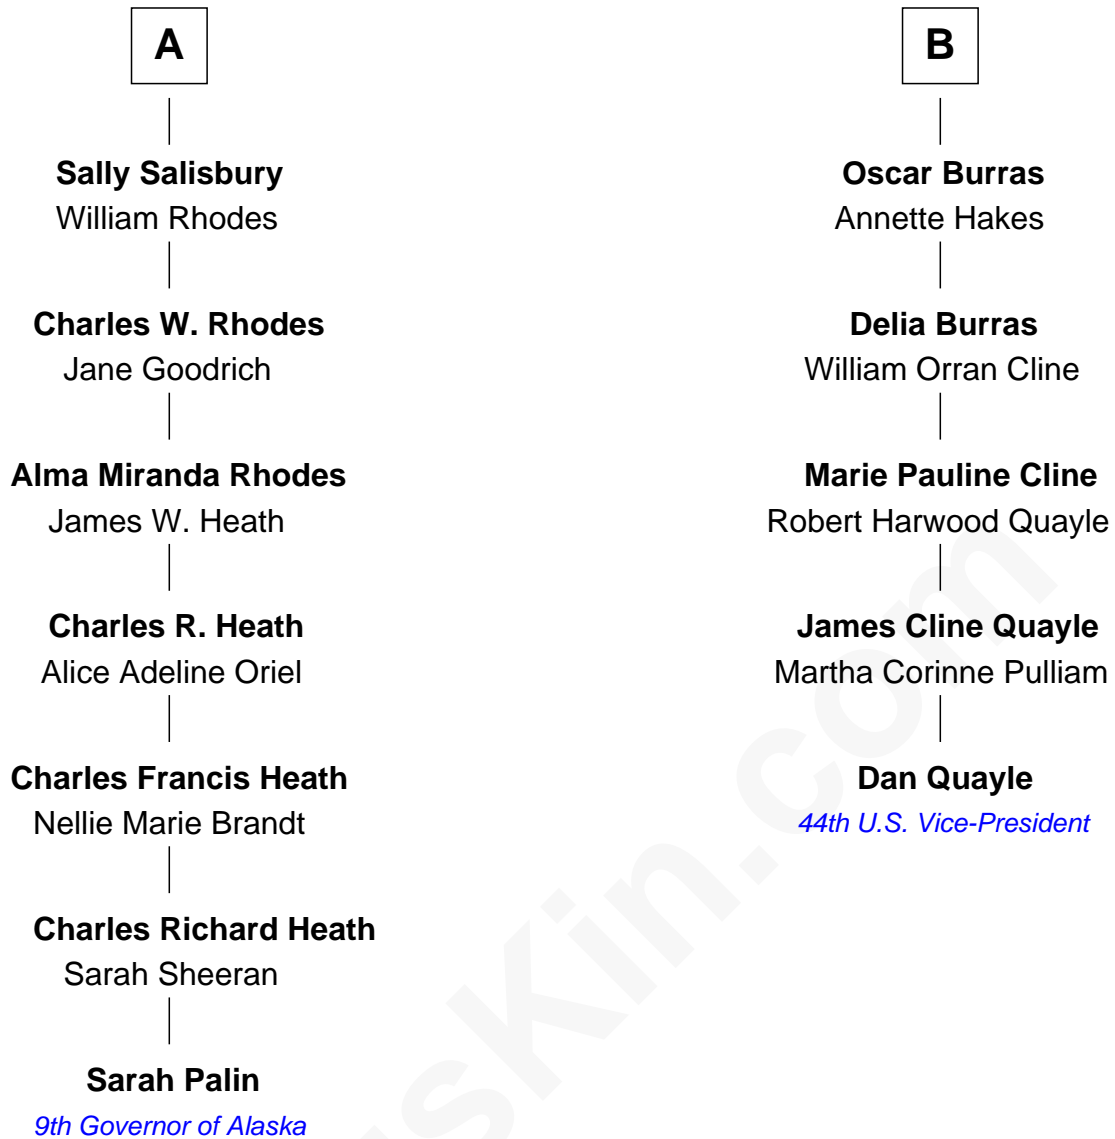 A
Sally Salisbury
William Rhodes
Charles W. Rhodes
Jane Goodrich
Alma Miranda Rhodes
James W. Heath
Charles R. Heath
Alice Adeline Oriel
Charles Francis Heath
Nellie Marie Brandt
Charles Richard Heath
Sarah Sheeran
Sarah Palin
9th Governor of Alaska
B
Oscar Burras
Annette Hakes
Delia Burras
William Orran Cline
Marie Pauline Cline
Robert Harwood Quayle
James Cline Quayle
Martha Corinne Pulliam
Dan Quayle
44th U.S. Vice-President